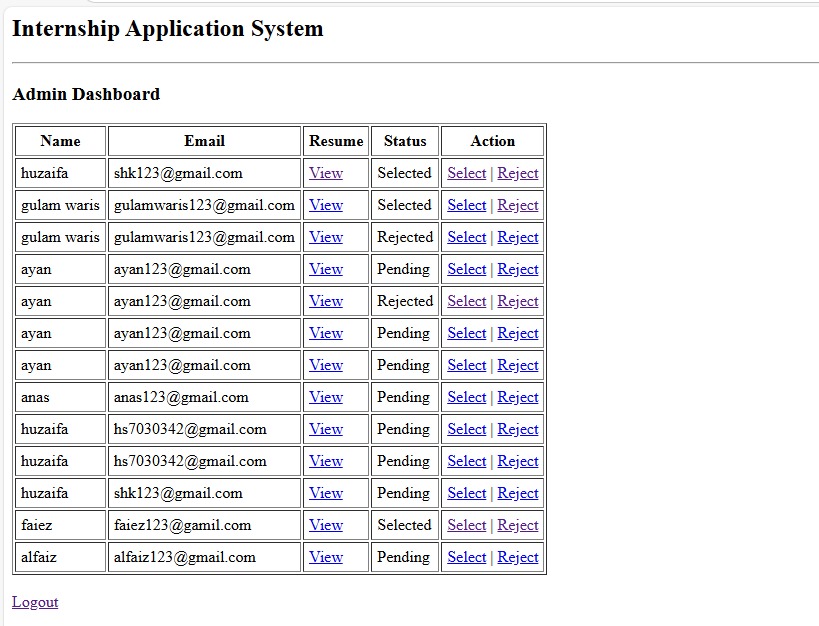 Internship Application System
Admin Dashboard
Name Email Resume Status Action
huzaifa shk123@gmail.com View Selected Select | Reject
gulam waris gulamwaris123@gmail.com View Selected Select | Reject
gulam waris gulamwaris123@gmail.com View Rejected Select | Reject
ayan ayan123@gmail.com View Pending Select | Reject
ayan ayan123@gmail.com View Rejected Select | Reject
ayan ayan123@gmail.com View Pending Select | Reject
ayan ayan123@gmail.com View Pending Select | Reject
anas anas123@gmail.com View Pending Select | Reject
huzaifa hs7030342@gmail.com View Pending Select | Reject
huzaifa hs7030342@gmail.com View Pending Select | Reject
huzaifa shk123@gmail.com View Pending Select | Reject
faiez faiez123@gamil.com View Selected Select | Reject
alfaiz alfaiz123@gmail.com View Pending Select | Reject
Logout